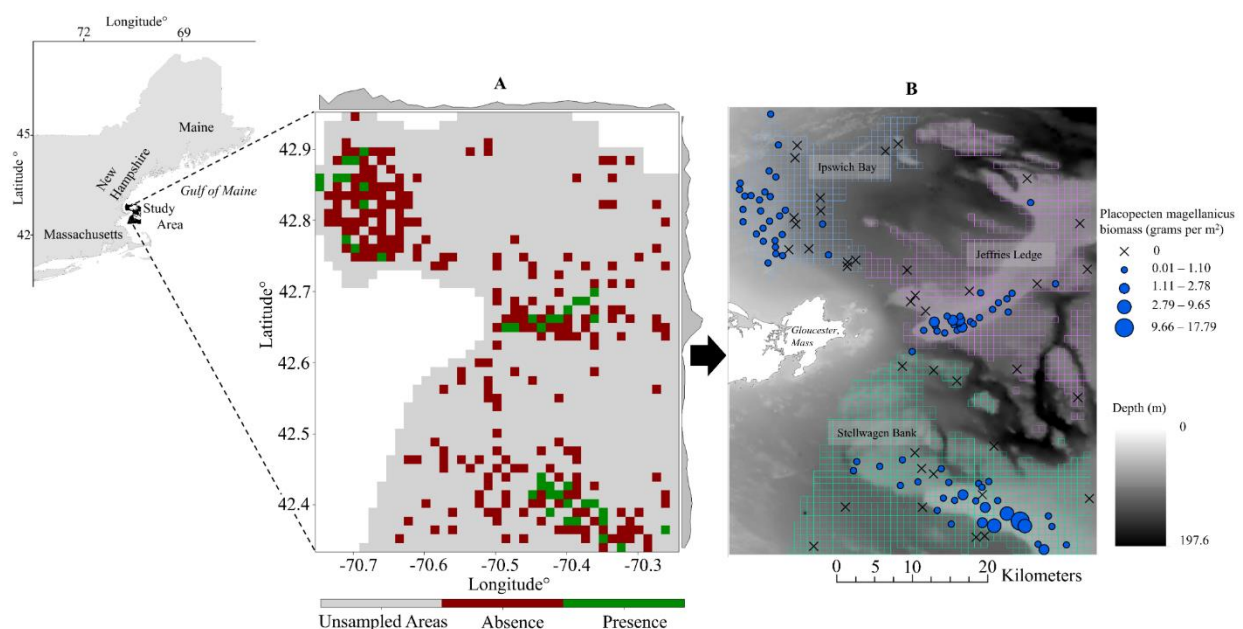 Longitude°
72 69
45
42
Latitude °
Maine
New
Hampshire
Gulf of Maine
Study
Area
Massachusetts
A
42.9
42.8
42.7
42.6
42.5
42.4
Latitude°
-70.7 -70.6 -70.5 -70.4 -70.3
Longitude°
Unsampled Areas Absence Presence
B
Ipswich Bay
Jeffries Ledge
Gloucester,
Mass
Stellwagen Bank
0 5 10 20
Kilometers
Placopecten magellanicus
biomass (grams per m²)
0
0.01 – 1.10
1.11 – 2.78
2.79 – 9.65
9.66 – 17.79
Depth (m)
0
197.6